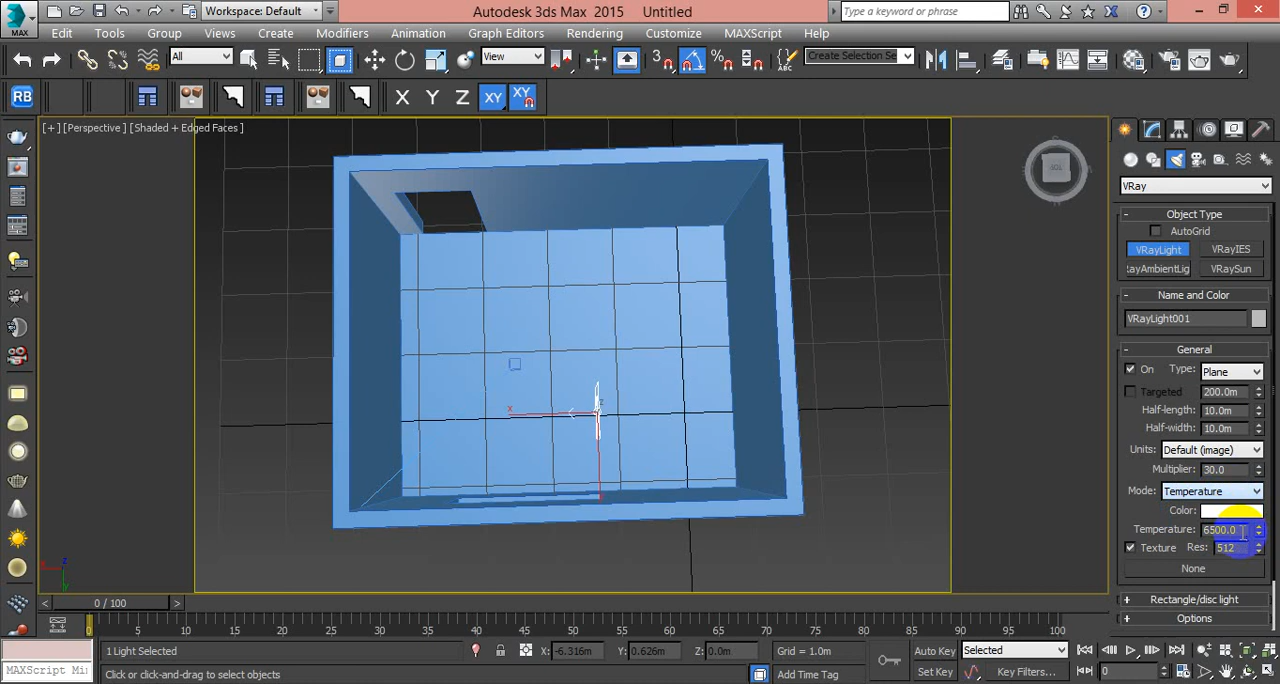 Workspace: Default
Autodesk 3ds Max 2015 Untitled
Type a keyword or phrase
MAX
Edit Tools Group Views Create Modifiers Animation Graph Editors Rendering Customize MAXScript Help
All
View
3
Create Selection Se
RB
X Y Z XY XY
[+] [Perspective ] [Shaded + Edged Faces ]
VRay
- Object Type
AutoGrid
VRayLight VRayIES
RayAmbientLig VRaySun
- Name and Color
VRayLight001
- General
On Type: Plane
Targeted 200.0m
Half-length: 10.0m
Half-width: 10.0m
Units: Default (image)
Multiplier: 30.0
Mode: Temperature
Color:
Temperature: 6500.0
Texture Res: 512
None
+ Rectangle/disc light
+ Options
x
z
x
z
y
< 0 / 100 >
0 5 10 15 20 25 30 35 40 45 50 55 60 65 70 75 80 85 90 95 100
1 Light Selected X: -6.316m Y: 0.626m Z: 0.0m Grid = 1.0m Auto Key Selected
MAXScript Mi Click or click-and-drag to select objects Add Time Tag Set Key Key Filters... 0